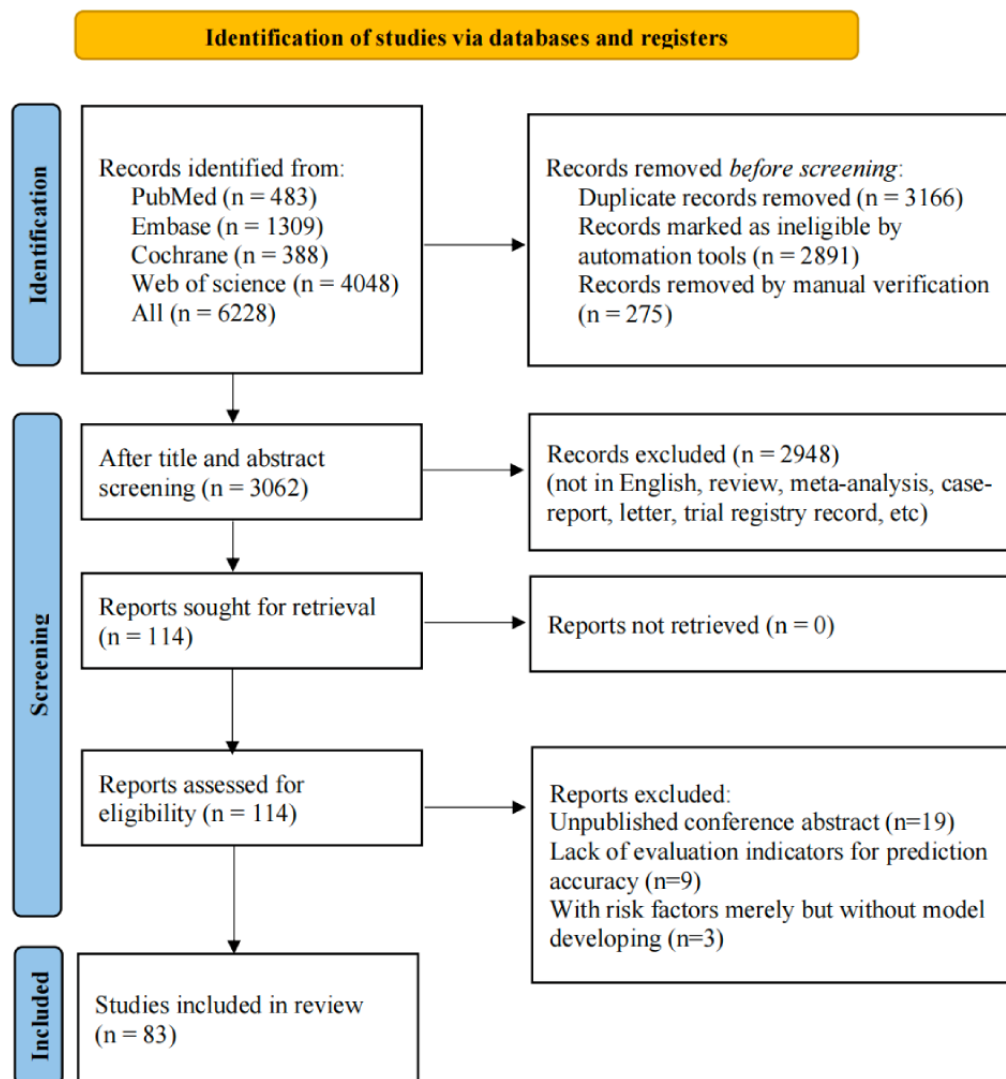 Identification of studies via databases and registers
Identification
Records identified from:
PubMed (n = 483)
Embase (n = 1309)
Cochrane (n = 388)
Web of science (n = 4048)
All (n = 6228)
Records removed before screening:
Duplicate records removed (n = 3166)
Records marked as ineligible by
automation tools (n = 2891)
Records removed by manual verification
(n = 275)
Screening
After title and abstract
screening (n = 3062)
Records excluded (n = 2948)
(not in English, review, meta-analysis, case-
report, letter, trial registry record, etc)
Reports sought for retrieval
(n = 114)
Reports not retrieved (n = 0)
Reports assessed for
eligibility (n = 114)
Reports excluded:
Unpublished conference abstract (n=19)
Lack of evaluation indicators for prediction
accuracy (n=9)
With risk factors merely but without model
developing (n=3)
Included
Studies included in review
(n = 83)